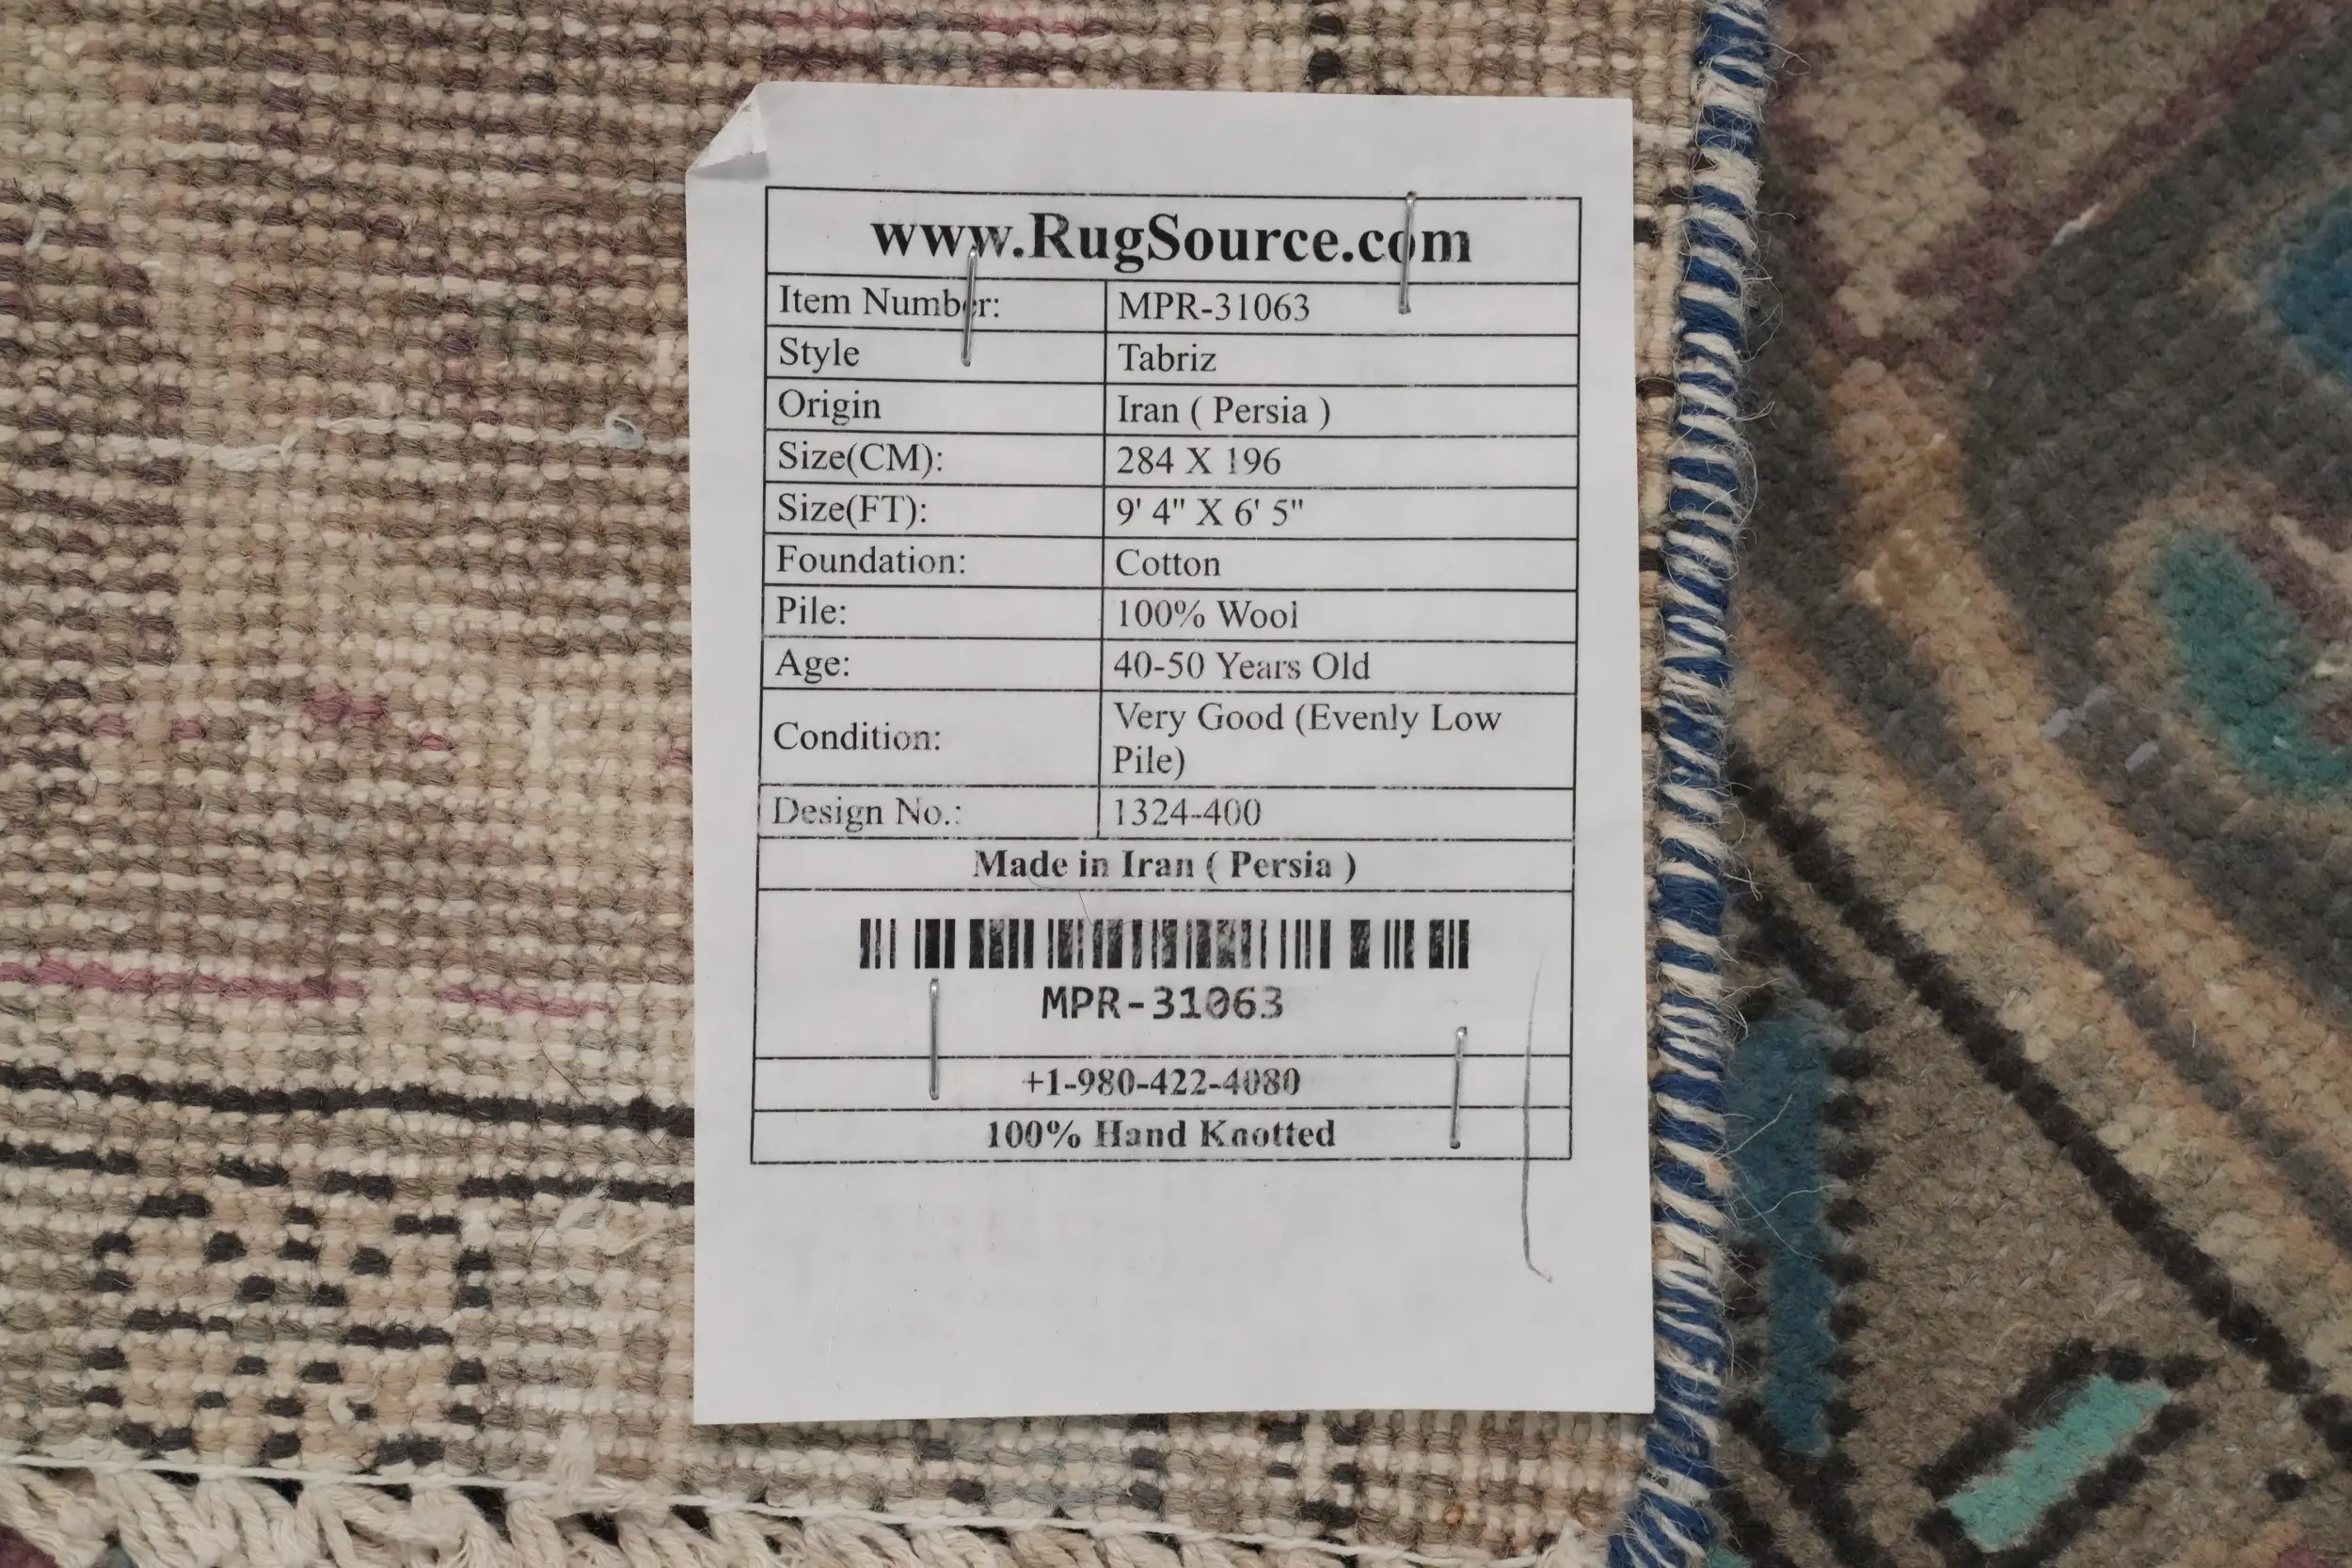 www.RugSource.com
Item Number: MPR-31063
Style Tabriz
Origin Iran ( Persia )
Size(CM): 284 X 196
Size(FT): 9' 4" X 6' 5"
Foundation: Cotton
Pile: 100% Wool
Age: 40-50 Years Old
Condition: Very Good (Evenly Low
Pile)
Design No.: 1324-400
Made in Iran ( Persia )
MPR-31063
+1-980-422-4080
100% Hand Knotted